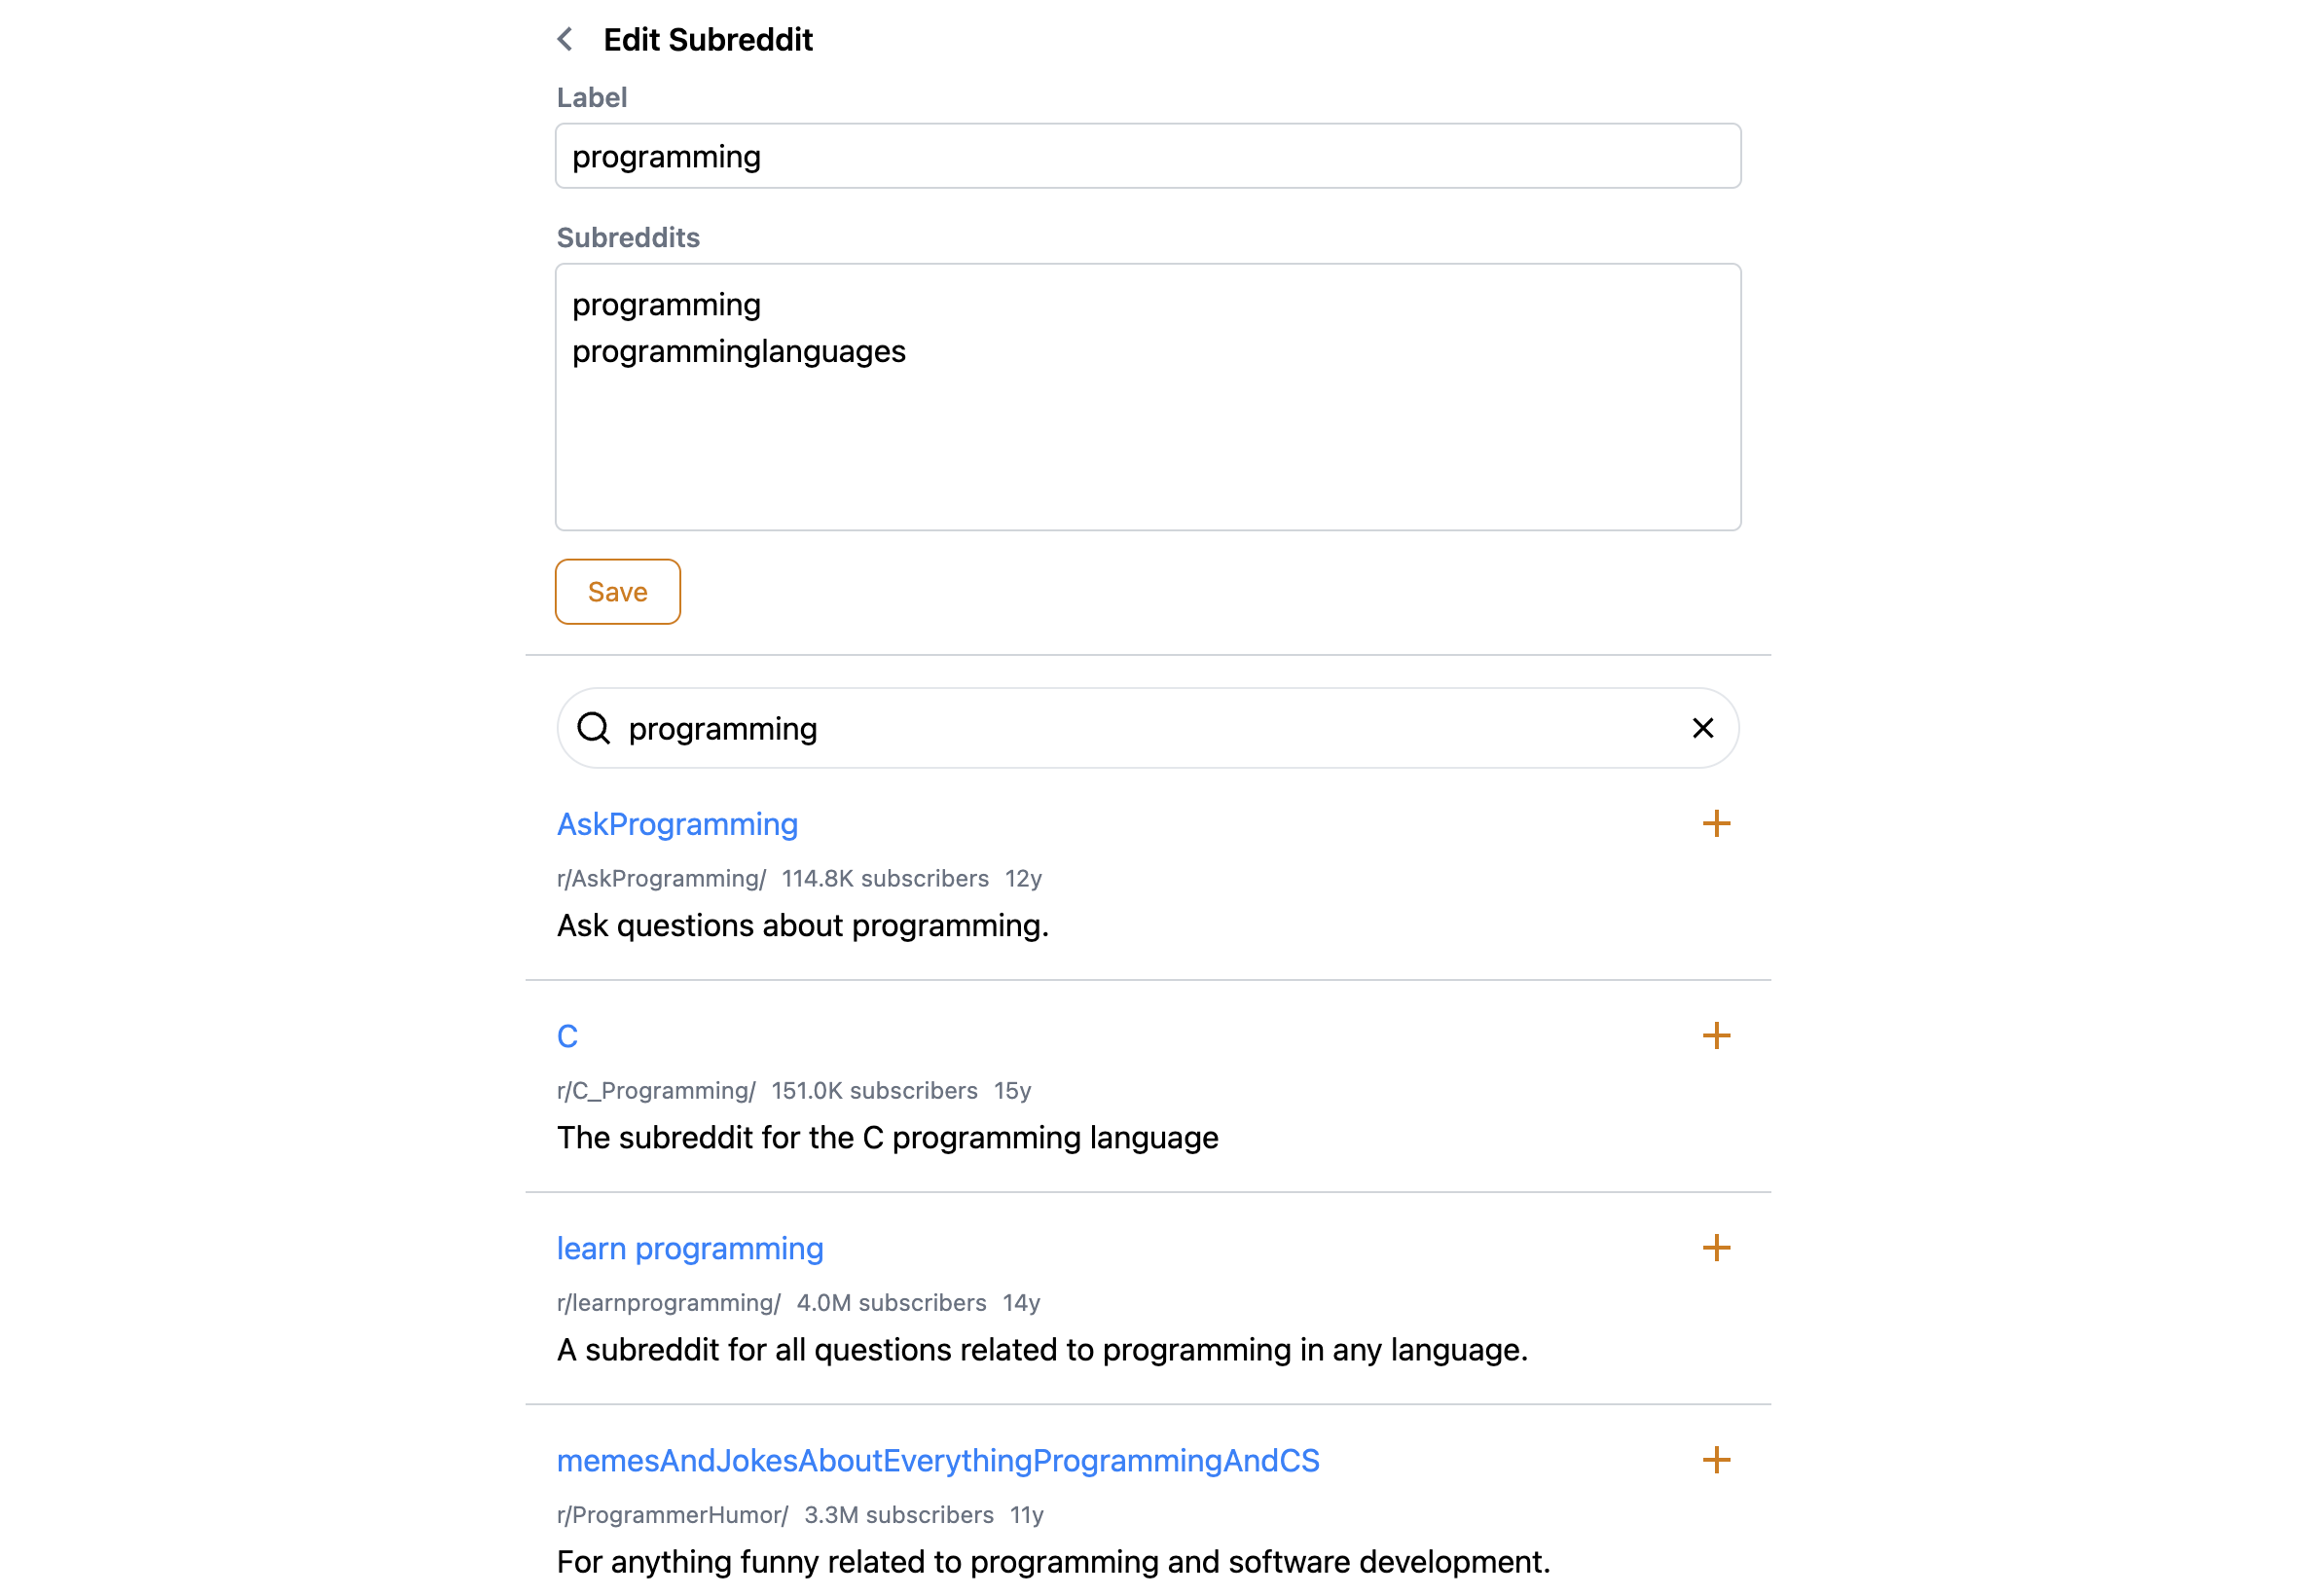 Edit Subreddit
Label
programming
Subreddits
programming
programminglanguages
Save
programming
AskProgramming
r/AskProgramming/ 114.8K subscribers 12y
Ask questions about programming.
C
r/C_Programming/ 151.0K subscribers 15y
The subreddit for the C programming language
learn programming
r/learnprogramming/ 4.0M subscribers 14y
A subreddit for all questions related to programming in any language.
memesAndJokesAboutEverythingProgrammingAndCS
r/ProgrammerHumor/ 3.3M subscribers 11y
For anything funny related to programming and software development.